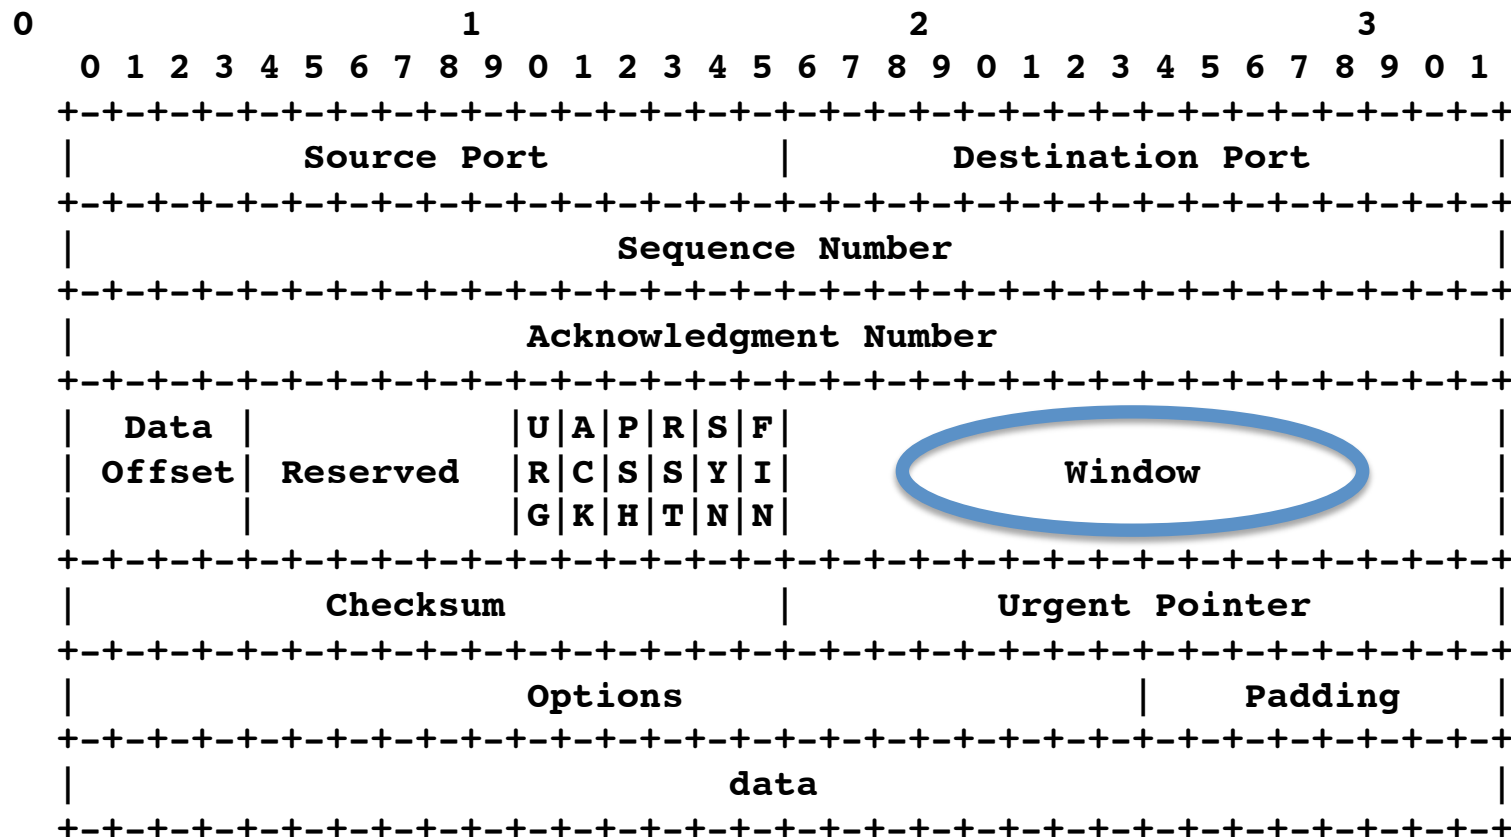 0                   1                   2                   3
   0 1 2 3 4 5 6 7 8 9 0 1 2 3 4 5 6 7 8 9 0 1 2 3 4 5 6 7 8 9 0 1
  +-+-+-+-+-+-+-+-+-+-+-+-+-+-+-+-+-+-+-+-+-+-+-+-+-+-+-+-+-+-+-+-+
  |          Source Port          |       Destination Port        |
  +-+-+-+-+-+-+-+-+-+-+-+-+-+-+-+-+-+-+-+-+-+-+-+-+-+-+-+-+-+-+-+-+
  |                        Sequence Number                        |
  +-+-+-+-+-+-+-+-+-+-+-+-+-+-+-+-+-+-+-+-+-+-+-+-+-+-+-+-+-+-+-+-+
  |                    Acknowledgment Number                      |
  +-+-+-+-+-+-+-+-+-+-+-+-+-+-+-+-+-+-+-+-+-+-+-+-+-+-+-+-+-+-+-+-+
  |  Data |           |U|A|P|R|S|F|                               |
  | Offset| Reserved  |R|C|S|S|Y|I|            Window             |
  |       |           |G|K|H|T|N|N|                               |
  +-+-+-+-+-+-+-+-+-+-+-+-+-+-+-+-+-+-+-+-+-+-+-+-+-+-+-+-+-+-+-+-+
  |           Checksum            |         Urgent Pointer        |
  +-+-+-+-+-+-+-+-+-+-+-+-+-+-+-+-+-+-+-+-+-+-+-+-+-+-+-+-+-+-+-+-+
  |                    Options                    |    Padding    |
  +-+-+-+-+-+-+-+-+-+-+-+-+-+-+-+-+-+-+-+-+-+-+-+-+-+-+-+-+-+-+-+-+
  |                             data                              |
  +-+-+-+-+-+-+-+-+-+-+-+-+-+-+-+-+-+-+-+-+-+-+-+-+-+-+-+-+-+-+-+-+